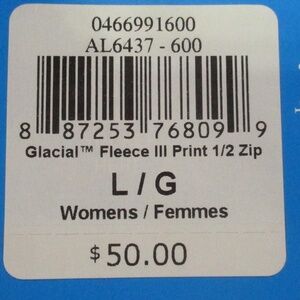 0466991600
AL6437 - 600
8 87253 76809 9
Glacial™ Fleece III Print 1/2 Zip
L / G
Womens / Femmes
$50.00